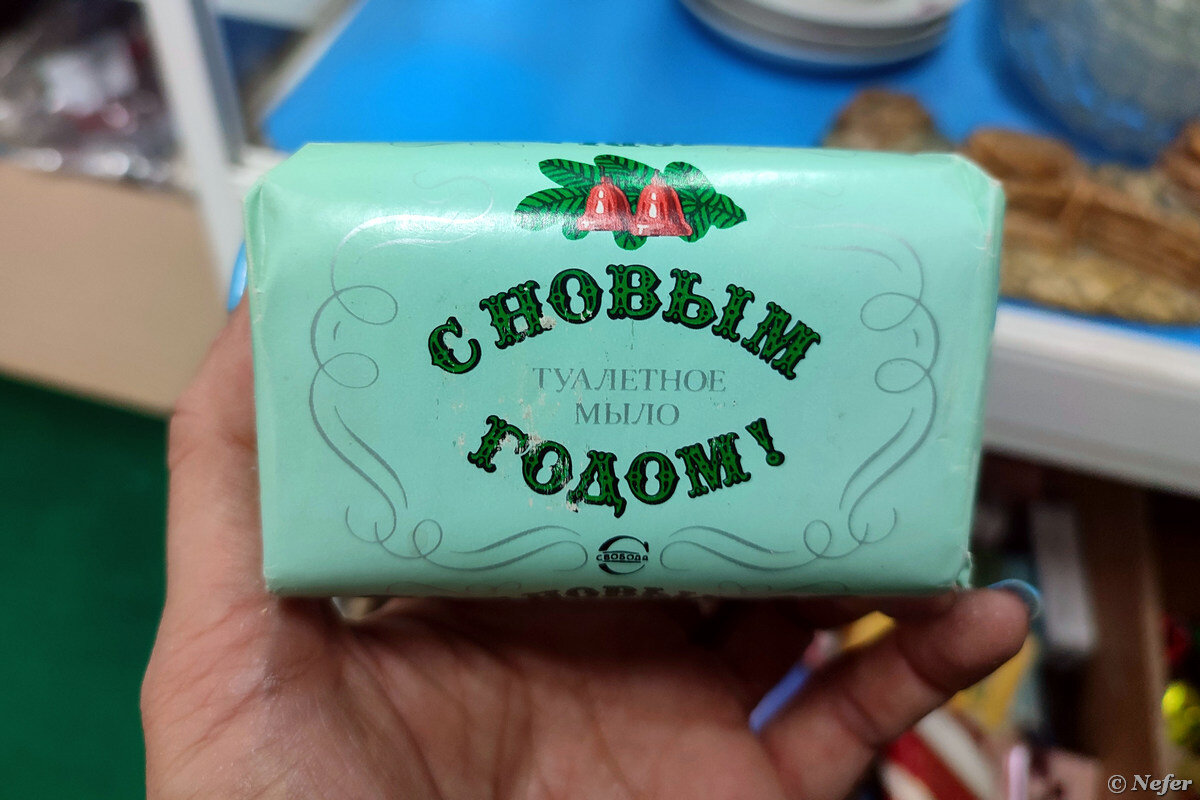 С НОВЫМ
ТУАЛЕТНОЕ
МЫЛО
ГОДОМ!
СВОБОДА
© Nefer